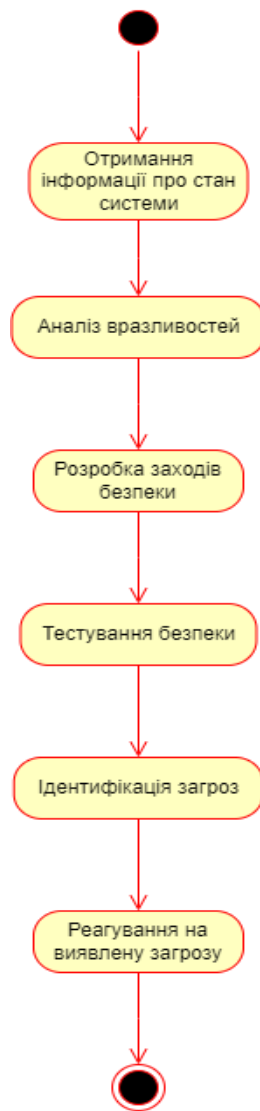 Отримання
інформації про стан
системи
Аналіз вразливостей
Розробка заходів
безпеки
Тестування безпеки
Ідентифікація загроз
Реагування на
виявлену загрозу